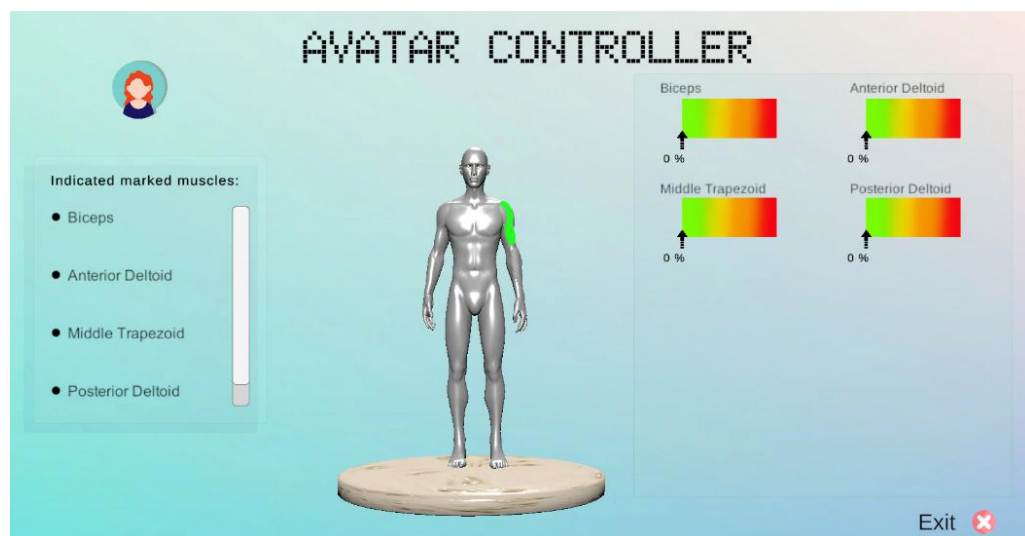 AVATAR CONTROLLER
Indicated marked muscles:
Biceps
Anterior Deltoid
Middle Trapezoid
Posterior Deltoid
Biceps
0 %
Anterior Deltoid
0 %
Middle Trapezoid
0 %
Posterior Deltoid
0 %
Exit